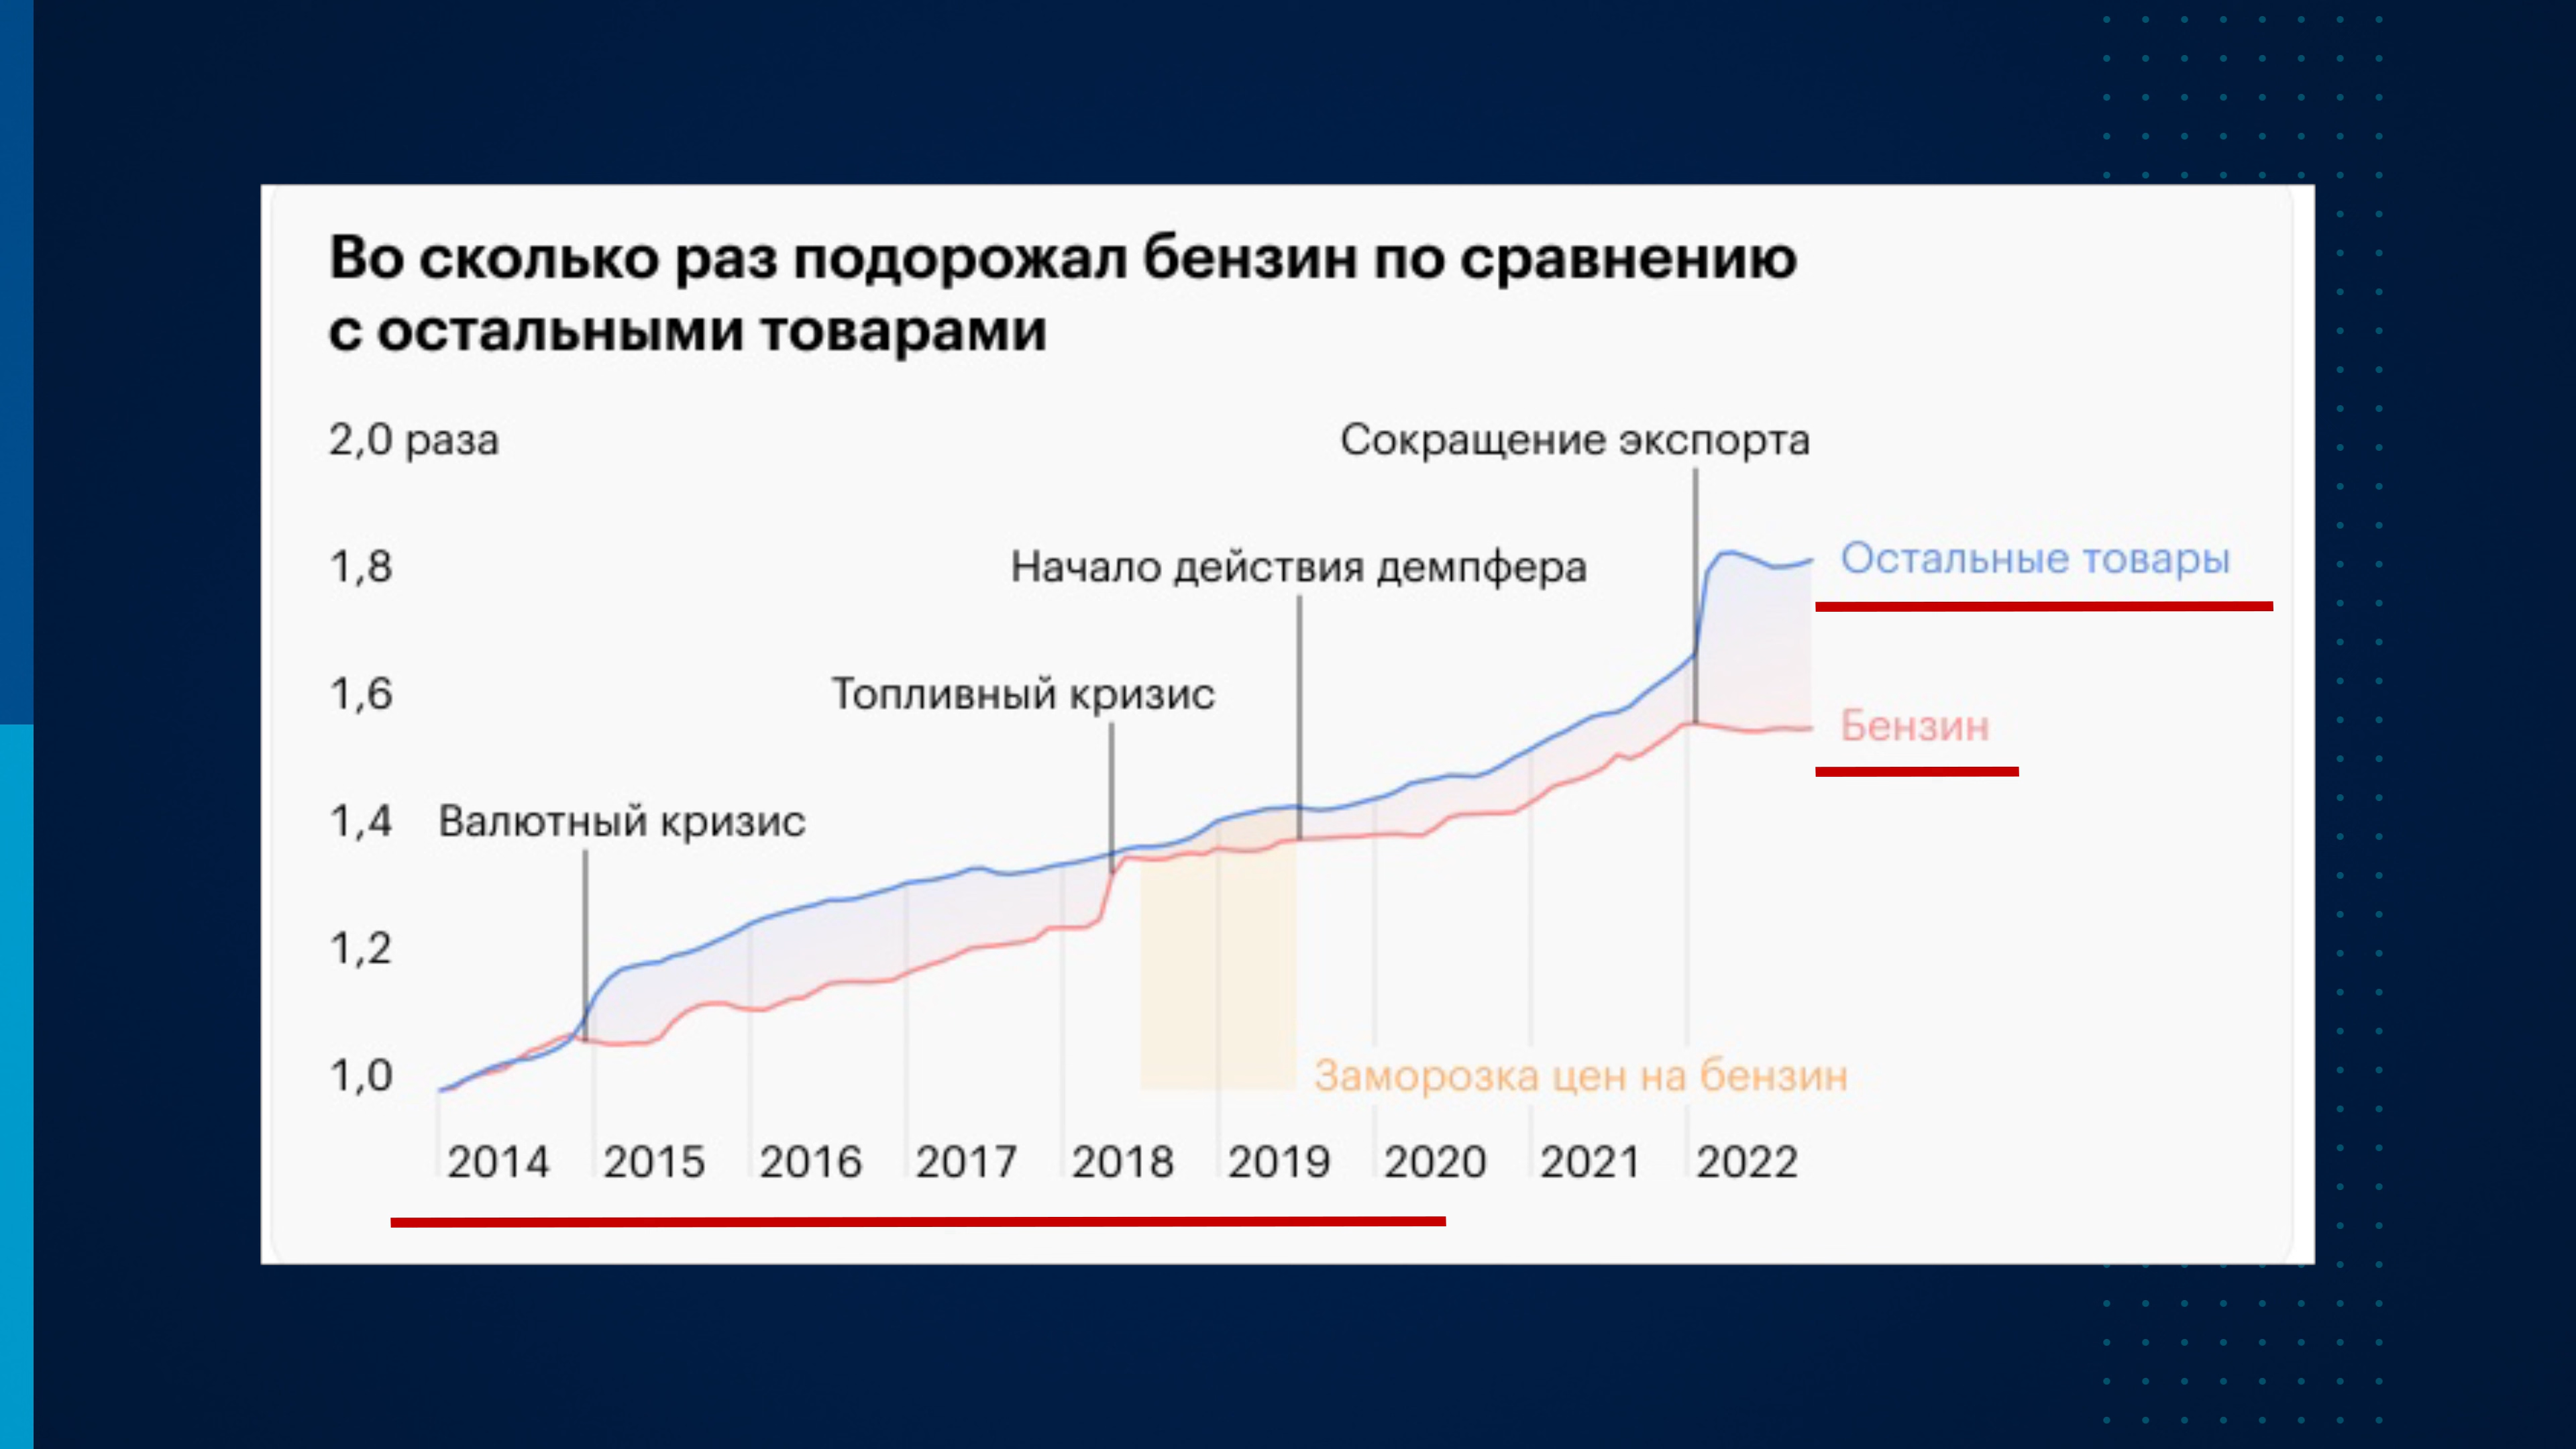 Во сколько раз подорожал бензин по сравнению
с остальными товарами
2,0 раза
Сокращение экспорта
1,8
Начало действия демпфера
Остальные товары
1,6
Топливный кризис
Бензин
1,4
Валютный кризис
1,2
1,0
Заморозка цен на бензин
2014 2015 2016 2017 2018 2019 2020 2021 2022